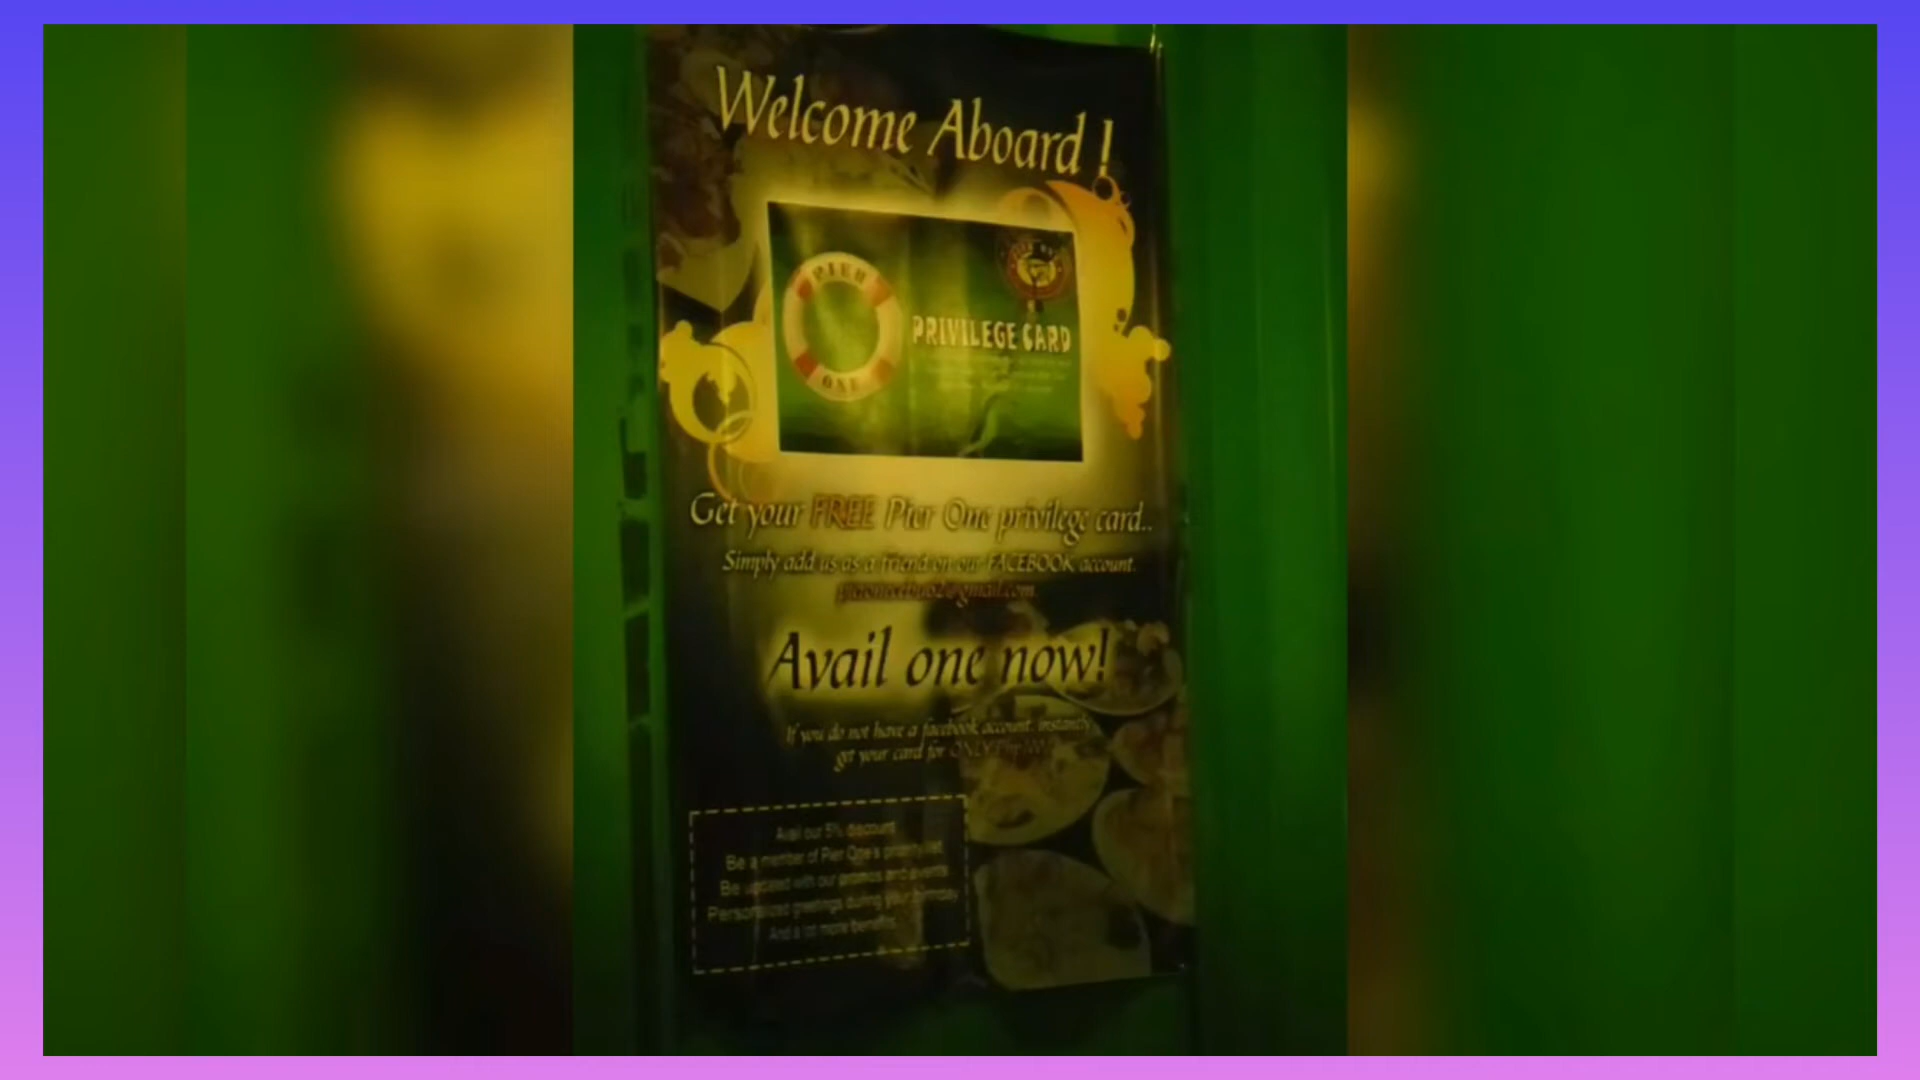 Welcome Aboard !
PIER
ONE
PRIVILEGE CARD
Get your FREE Pier One privilege card..
Simply add us as a friend on our FACEBOOK account.
Avail one now!
If you do not have a facebook account. instantly
get your card for ONLY
Avail our 5% discount
Be a member of Pier One's
Be updated with our promos and events
Personalized greetings during your birthday
And a lot more benefits